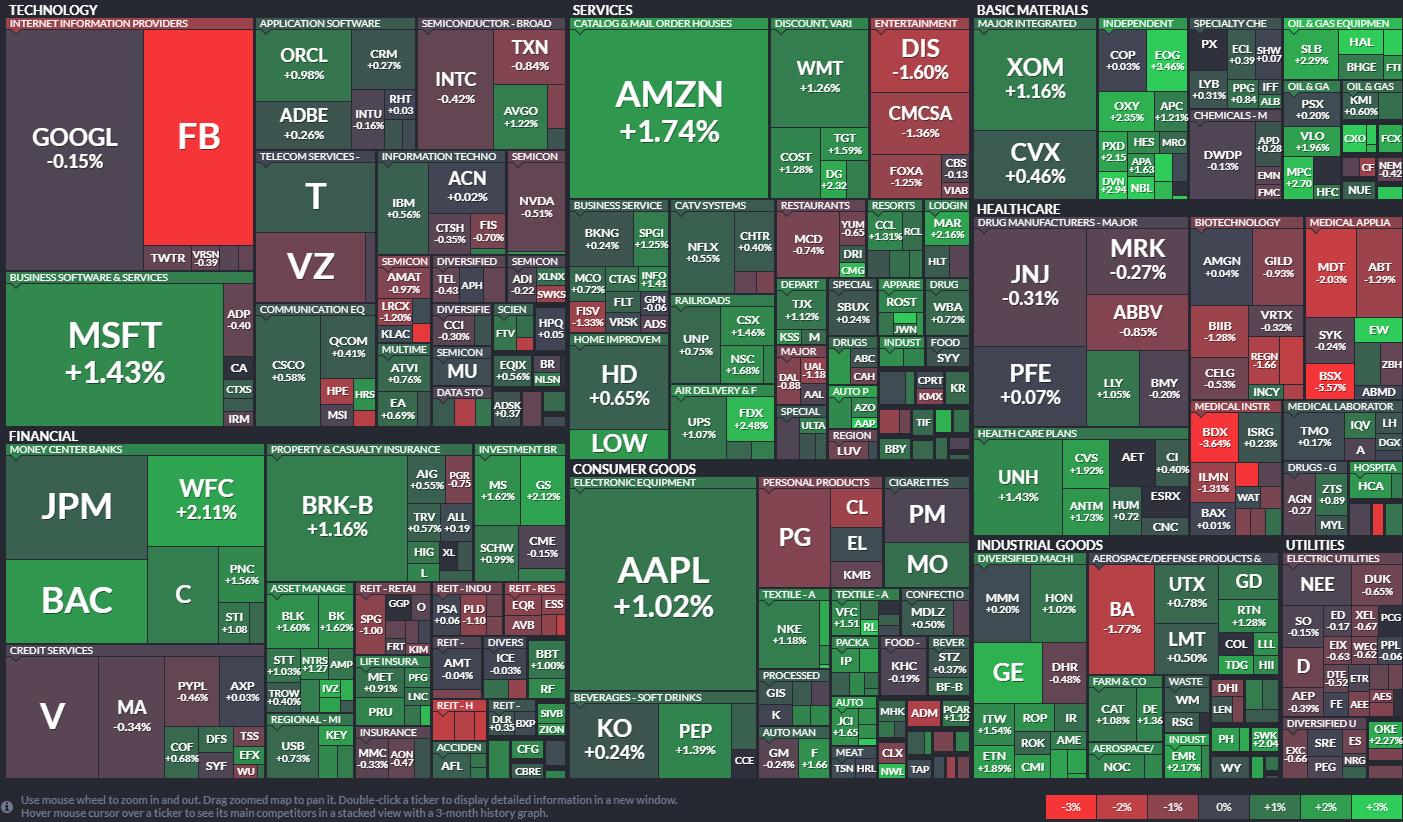 TECHNOLOGY
INTERNET INFORMATION PROVIDERS
GOOGL
-0.15%
FB
TWTR
VRSN
-0.39
APPLICATION SOFTWARE
ORCL
+0.98%
CRM
+0.27%
ADBE
+0.26%
INTU
-0.16%
RHT
+0.03
SEMICONDUCTOR - BROAD
INTC
-0.42%
TXN
-0.84%
AVGO
+1.22%
TELECOM SERVICES -
T
VZ
INFORMATION TECHNO
IBM
+0.56%
ACN
+0.02%
CTSH
-0.35%
FIS
-0.70%
SEMICON
NVDA
-0.51%
BUSINESS SOFTWARE & SERVICES
MSFT
+1.43%
ADP
-0.40
CA
CTXS
IRM
COMMUNICATION EQ
CSCO
+0.58%
QCOM
+0.41%
HPE
HRS
MSI
SEMICON
AMAT
-0.97%
LRCX
-1.20%
KLAC
MULTIME
ATVI
+0.76%
EA
+0.69%
DIVERSIFIED
TEL
-0.43
APH
DIVERSIFIE
CCI
-0.30%
SEMICON
MU
DATA STO
SEMICON
ADI
-0.22
XLNX
SWKS
SCIEN
FTV
HPQ
+0.05
EQIX
+0.56%
BR
NLSN
ADSK
+0.37
FINANCIAL
MONEY CENTER BANKS
JPM
WFC
+2.11%
BAC
C
PNC
+1.56%
STI
+1.08
PROPERTY & CASUALTY INSURANCE
BRK-B
+1.16%
AIG
+0.55%
PGR
-0.75
TRV
+0.57%
ALL
+0.19
HIG
XL
L
INVESTMENT BR
MS
+1.62%
GS
+2.12%
SCHW
+0.99%
CME
-0.15%
CREDIT SERVICES
V
MA
-0.34%
PYPL
-0.46%
AXP
+0.03%
COF
+0.68%
DFS
SYF
TSS
EFX
WU
ASSET MANAGE
BLK
+1.60%
BK
+1.62%
STT
+1.03%
NTRS
+1.27
AMP
TROW
+0.40%
IVZ
REGIONAL - MI
USB
+0.73%
KEY
REIT - RETAI
SPG
-1.00
GGP
O
FRT
KIM
LIFE INSURA
MET
+0.91%
PFG
LNC
PRU
INSURANCE
MMC
-0.33%
AON
-0.47
REIT - INDU
PSA
+0.06
PLD
-1.10
REIT - RES
EQR
ESS
AVB
REIT -
AMT
-0.04%
DIVERS
ICE
-0.03%
BBT
+1.00%
RF
REIT - H
REIT -
DLR
+0.35
BXP
SIVB
ZION
ACCIDEN
AFL
CFG
CBRE
SERVICES
CATALOG & MAIL ORDER HOUSES
AMZN
+1.74%
DISCOUNT, VARI
WMT
+1.26%
COST
+1.28%
TGT
+1.59%
DG
+2.32
ENTERTAINMENT
DIS
-1.60%
CMCSA
-1.36%
FOXA
-1.25%
CBS
-0.13
VIAB
BUSINESS SERVICE
BKNG
+0.24%
SPGI
+1.25%
MCO
+0.72%
CTAS
INFO
+1.41
FISV
-1.33%
FLT
GPN
-0.06
VRSK
ADS
CATV SYSTEMS
NFLX
+0.55%
CHTR
+0.40%
RESTAURANTS
MCD
-0.74%
YUM
-0.65
DRI
CMG
RESORTS
CCL
+1.31%
RCL
LODGIN
MAR
+2.16%
HLT
HOME IMPROVEM
HD
+0.65%
LOW
RAILROADS
UNP
+0.75%
CSX
+1.46%
NSC
+1.68%
AIR DELIVERY & F
UPS
+1.07%
FDX
+2.48%
DEPART
TJX
+1.12%
KSS
M
SPECIAL
SBUX
+0.24%
APPARE
ROST
JWN
DRUG
WBA
+0.72%
MAJOR
DAL
-0.88
UAL
-1.18
AAL
DRUGS
ABC
CAH
INDUST
FOOD
SYY
AUTO P
AZO
AAP
CPRT
KMX
KR
SPECIAL
ULTA
REGION
LUV
TIF
BBY
CONSUMER GOODS
ELECTRONIC EQUIPMENT
AAPL
+1.02%
PERSONAL PRODUCTS
PG
CL
EL
KMB
CIGARETTES
PM
MO
TEXTILE - A
NKE
+1.18%
TEXTILE - A
VFC
+1.51
RL
CONFECTIO
MDLZ
+0.50%
BEVERAGES - SOFT DRINKS
KO
+0.24%
PEP
+1.39%
CCE
PROCESSED
GIS
K
AUTO MAN
GM
-0.24%
F
+1.66
PACKA
IP
FOOD -
KHC
-0.19%
BEVER
STZ
+0.37%
BF-B
AUTO
JCI
+1.65
MHK
ADM
PCAR
+1.12
MEAT
TSN
HRL
CLX
NWL
TAP
BASIC MATERIALS
MAJOR INTEGRATED
XOM
+1.16%
CVX
+0.46%
INDEPENDENT
COP
+0.03%
EOG
+3.46%
OXY
+2.35%
APC
+1.21%
PXD
+2.15
HES
MRO
APA
+1.63
DVN
+2.94
NBL
SPECIALTY CHE
PX
ECL
+0.39
SHW
+0.07
LYB
+0.31%
PPG
+0.84
IFF
ALB
CHEMICALS - M
DWDP
-0.13%
APD
+0.28
EMN
FMC
OIL & GAS EQUIPMEN
SLB
+2.29%
HAL
BHGE
FTI
OIL & GA
PSX
+0.20%
VLO
+1.96%
MPC
+2.70
HFC
OIL & GAS
KMI
+0.60%
CXO
FCX
CF
NEM
-0.42
NUE
HEALTHCARE
DRUG MANUFACTURERS - MAJOR
JNJ
-0.31%
MRK
-0.27%
ABBV
-0.85%
PFE
+0.07%
LLY
+1.05%
BMY
-0.20%
BIOTECHNOLOGY
AMGN
+0.04%
GILD
-0.93%
BIIB
-1.28%
VRTX
-0.32%
REGN
-1.66
CELG
-0.53%
INCY
MEDICAL APPLIA
MDT
-2.03%
ABT
-1.29%
SYK
-0.24%
EW
BSX
-5.57%
ZBH
ABMD
HEALTH CARE PLANS
UNH
+1.43%
CVS
+1.92%
AET
CI
+0.40%
ANTM
+1.73%
HUM
+0.72
ESRX
CNC
MEDICAL INSTR
BDX
-3.64%
ISRG
+0.23%
ILMN
-1.31%
WAT
BAX
+0.01%
MEDICAL LABORATOR
TMO
+0.17%
IQV
LH
A
DGX
DRUGS - G
AGN
-0.27
ZTS
+0.89
MYL
HOSPITA
HCA
INDUSTRIAL GOODS
DIVERSIFIED MACHI
MMM
+0.20%
HON
+1.02%
GE
DHR
-0.48%
ITW
+1.54%
ROP
IR
ROK
AME
ETN
+1.89%
CMI
AEROSPACE/DEFENSE PRODUCTS &
BA
-1.77%
UTX
+0.78%
GD
LMT
+0.50%
RTN
+1.28%
COL
LLL
TDG
HII
FARM & CO
CAT
+1.08%
DE
+1.36
AEROSPACE/
NOC
WASTE
WM
RSG
INDUST
EMR
+2.17%
DHI
LEN
PH
SWK
+2.04
WY
UTILITIES
ELECTRIC UTILITIES
NEE
DUK
-0.65%
SO
-0.15%
ED
-0.17
XEL
-0.67
PCG
D
EIX
-0.63
WEC
-0.62
PPL
-0.06
DTE
-0.52
ETR
AEP
-0.39%
FE
AEE
AES
DIVERSIFIED U
EXC
-0.66
SRE
ES
PEG
NRG
OKE
+2.27%
Use mouse wheel to zoom in and out. Drag zoomed map to pan it. Double-click a ticker to display detailed information in a new window.
Hover mouse cursor over a ticker to see its main competitors in a stacked view with a 3-month history graph.
-3%
-2%
-1%
0%
+1%
+2%
+3%